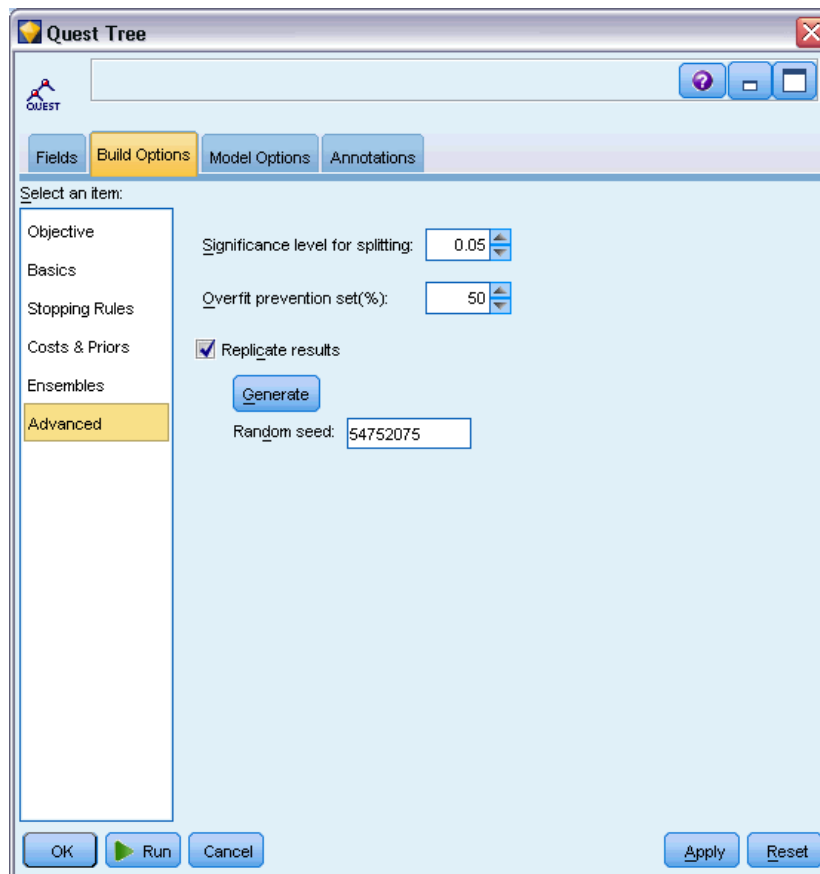 Quest Tree
QUEST
Fields Build Options Model Options Annotations
Select an item:
Objective
Basics
Stopping Rules
Costs & Priors
Ensembles
Advanced
Significance level for splitting: 0.05
Overfit prevention set(%): 50
Replicate results
Generate
Random seed: 54752075
OK Run Cancel Apply Reset